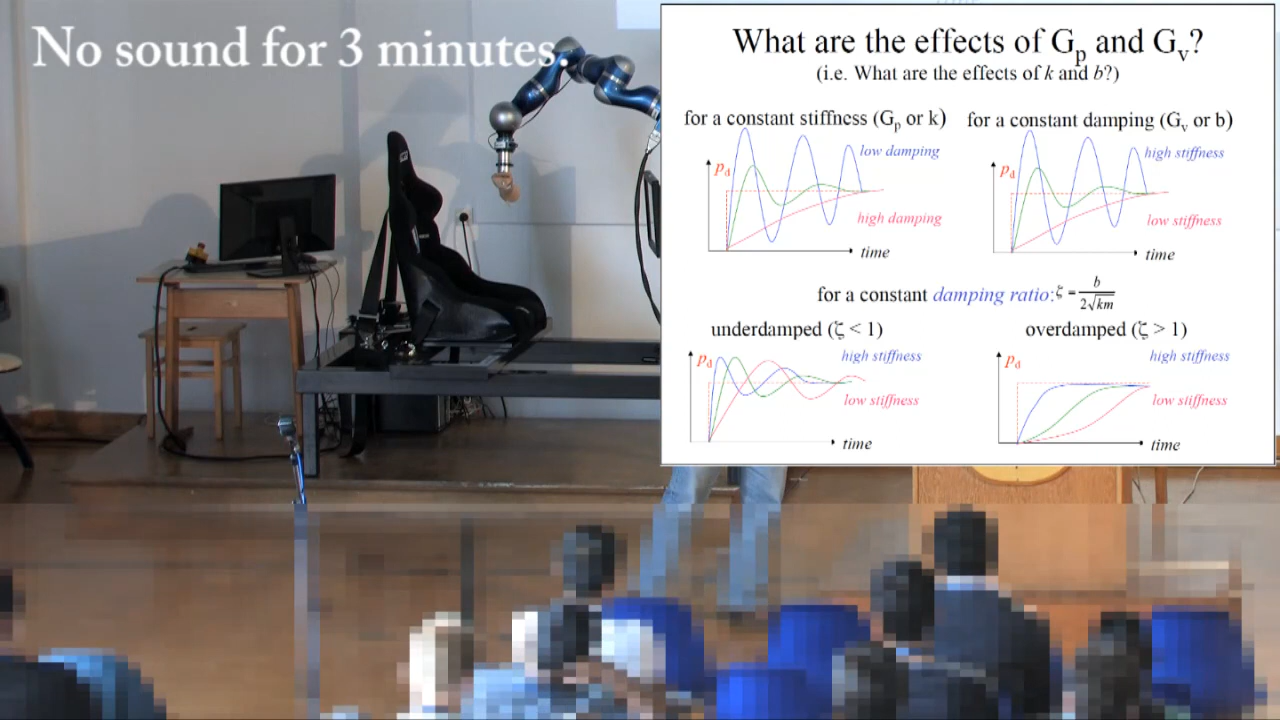 No sound for 3 minutes.
What are the effects of Gp and Gv?
(i.e. What are the effects of k and b?)
for a constant stiffness (Gp or k)
for a constant damping (Gv or b)
low damping
pd
high damping
time
high stiffness
pd
low stiffness
time
for a constant damping ratio: ζ = b / 2√km
underdamped (ζ < 1)
overdamped (ζ > 1)
high stiffness
pd
low stiffness
time
high stiffness
pd
low stiffness
time